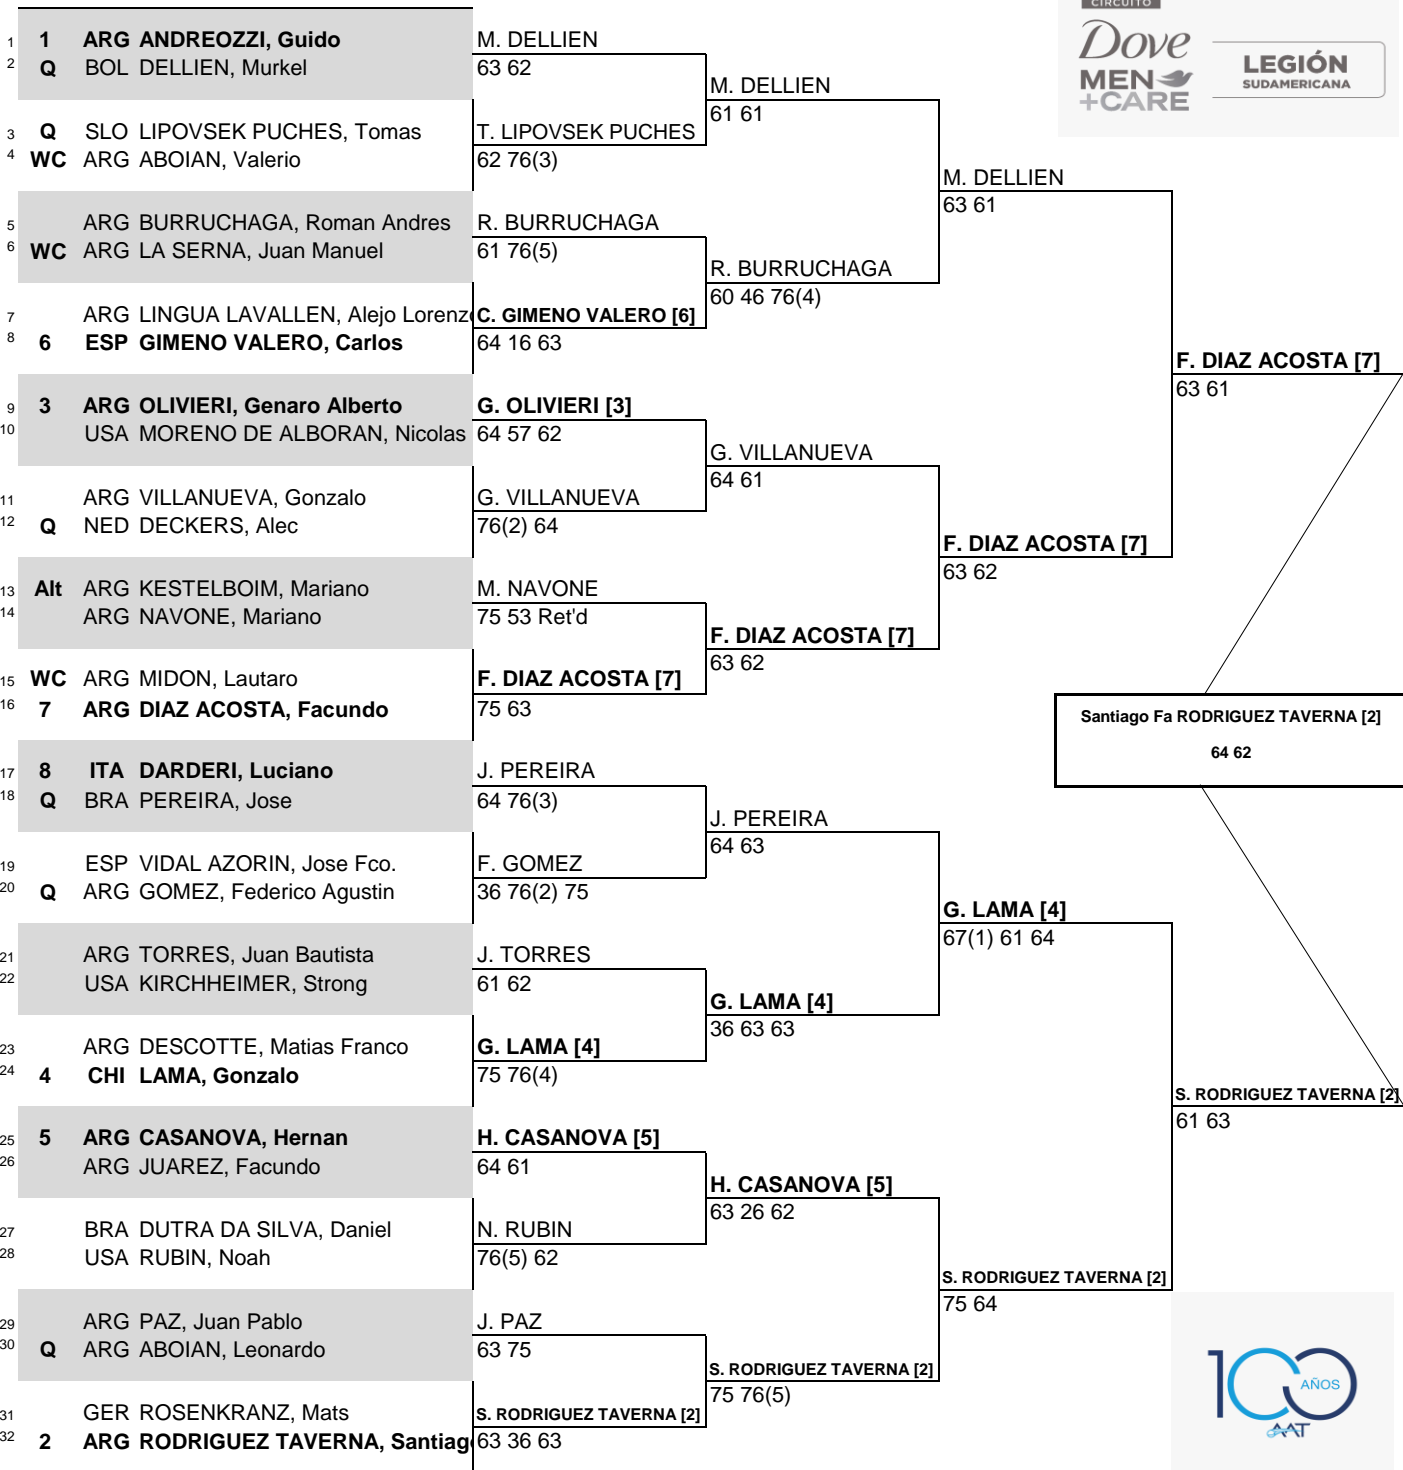 CIRCUITO
Dove
MEN
+CARE
LEGIÓN
SUDAMERICANA
1 1 ARG ANDREOZZI, Guido
2 Q BOL DELLIEN, Murkel
3 Q SLO LIPOVSEK PUCHES, Tomas
4 WC ARG ABOIAN, Valerio
5 ARG BURRUCHAGA, Roman Andres
6 WC ARG LA SERNA, Juan Manuel
7 ARG LINGUA LAVALLEN, Alejo Lorenzo
8 6 ESP GIMENO VALERO, Carlos
9 3 ARG OLIVIERI, Genaro Alberto
10 USA MORENO DE ALBORAN, Nicolas
11 ARG VILLANUEVA, Gonzalo
12 Q NED DECKERS, Alec
13 Alt ARG KESTELBOIM, Mariano
14 ARG NAVONE, Mariano
15 WC ARG MIDON, Lautaro
16 7 ARG DIAZ ACOSTA, Facundo
17 8 ITA DARDERI, Luciano
18 Q BRA PEREIRA, Jose
19 ESP VIDAL AZORIN, Jose Fco.
20 Q ARG GOMEZ, Federico Agustin
21 ARG TORRES, Juan Bautista
22 USA KIRCHHEIMER, Strong
23 ARG DESCOTTE, Matias Franco
24 4 CHI LAMA, Gonzalo
25 5 ARG CASANOVA, Hernan
26 ARG JUAREZ, Facundo
27 BRA DUTRA DA SILVA, Daniel
28 USA RUBIN, Noah
29 ARG PAZ, Juan Pablo
30 Q ARG ABOIAN, Leonardo
31 GER ROSENKRANZ, Mats
32 2 ARG RODRIGUEZ TAVERNA, Santiago
M. DELLIEN
63 62
T. LIPOVSEK PUCHES
62 76(3)
R. BURRUCHAGA
61 76(5)
C. GIMENO VALERO [6]
64 16 63
G. OLIVIERI [3]
64 57 62
G. VILLANUEVA
76(2) 64
M. NAVONE
75 53 Ret'd
F. DIAZ ACOSTA [7]
75 63
J. PEREIRA
64 76(3)
F. GOMEZ
36 76(2) 75
J. TORRES
61 62
G. LAMA [4]
75 76(4)
H. CASANOVA [5]
64 61
N. RUBIN
76(5) 62
J. PAZ
63 75
S. RODRIGUEZ TAVERNA [2]
63 36 63
M. DELLIEN
61 61
R. BURRUCHAGA
60 46 76(4)
G. VILLANUEVA
64 61
F. DIAZ ACOSTA [7]
63 62
J. PEREIRA
64 63
G. LAMA [4]
36 63 63
H. CASANOVA [5]
63 26 62
S. RODRIGUEZ TAVERNA [2]
75 76(5)
M. DELLIEN
63 61
F. DIAZ ACOSTA [7]
63 62
G. LAMA [4]
67(1) 61 64
S. RODRIGUEZ TAVERNA [2]
75 64
F. DIAZ ACOSTA [7]
63 61
S. RODRIGUEZ TAVERNA [2]
61 63
Santiago Fa RODRIGUEZ TAVERNA [2]
64 62
100
AÑOS
AAT